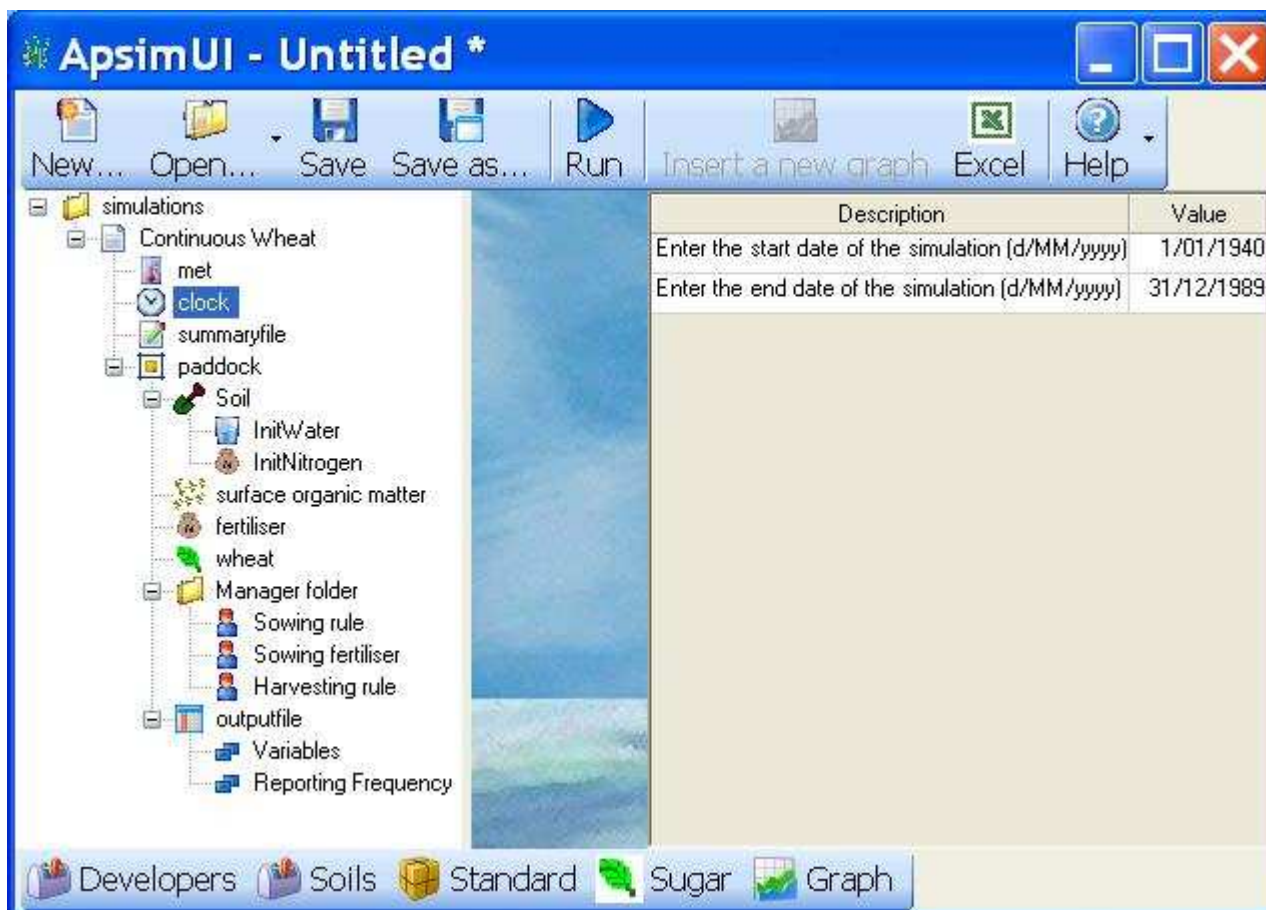 ApsimUI - Untitled *
New... Open... Save Save as... Run Insert a new graph Excel Help
simulations
Continuous Wheat
met
clock
summaryfile
paddock
Soil
InitWater
InitNitrogen
surface organic matter
fertiliser
wheat
Manager folder
Sowing rule
Sowing fertiliser
Harvesting rule
outputfile
Variables
Reporting Frequency
Description Value
Enter the start date of the simulation (d/MM/yyyy) 1/01/1940
Enter the end date of the simulation (d/MM/yyyy) 31/12/1989
Developers Soils Standard Sugar Graph